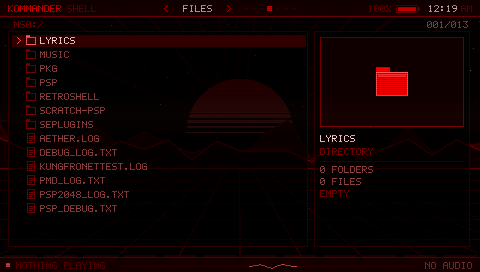 KOMMANDER SHELL
FILES
100%
12:19 AM
MS0:/
001/013
LYRICS
MUSIC
PKG
PSP
RETROSHELL
SCRATCH-PSP
SEPLUGINS
AETHER.LOG
DEBUG_LOG.TXT
KUNGFRONETTEST.LOG
PMD_LOG.TXT
PSP2048_LOG.TXT
PSP_DEBUG.TXT
LYRICS
DIRECTORY
0 FOLDERS
0 FILES
EMPTY
NOTHING PLAYING
NO AUDIO